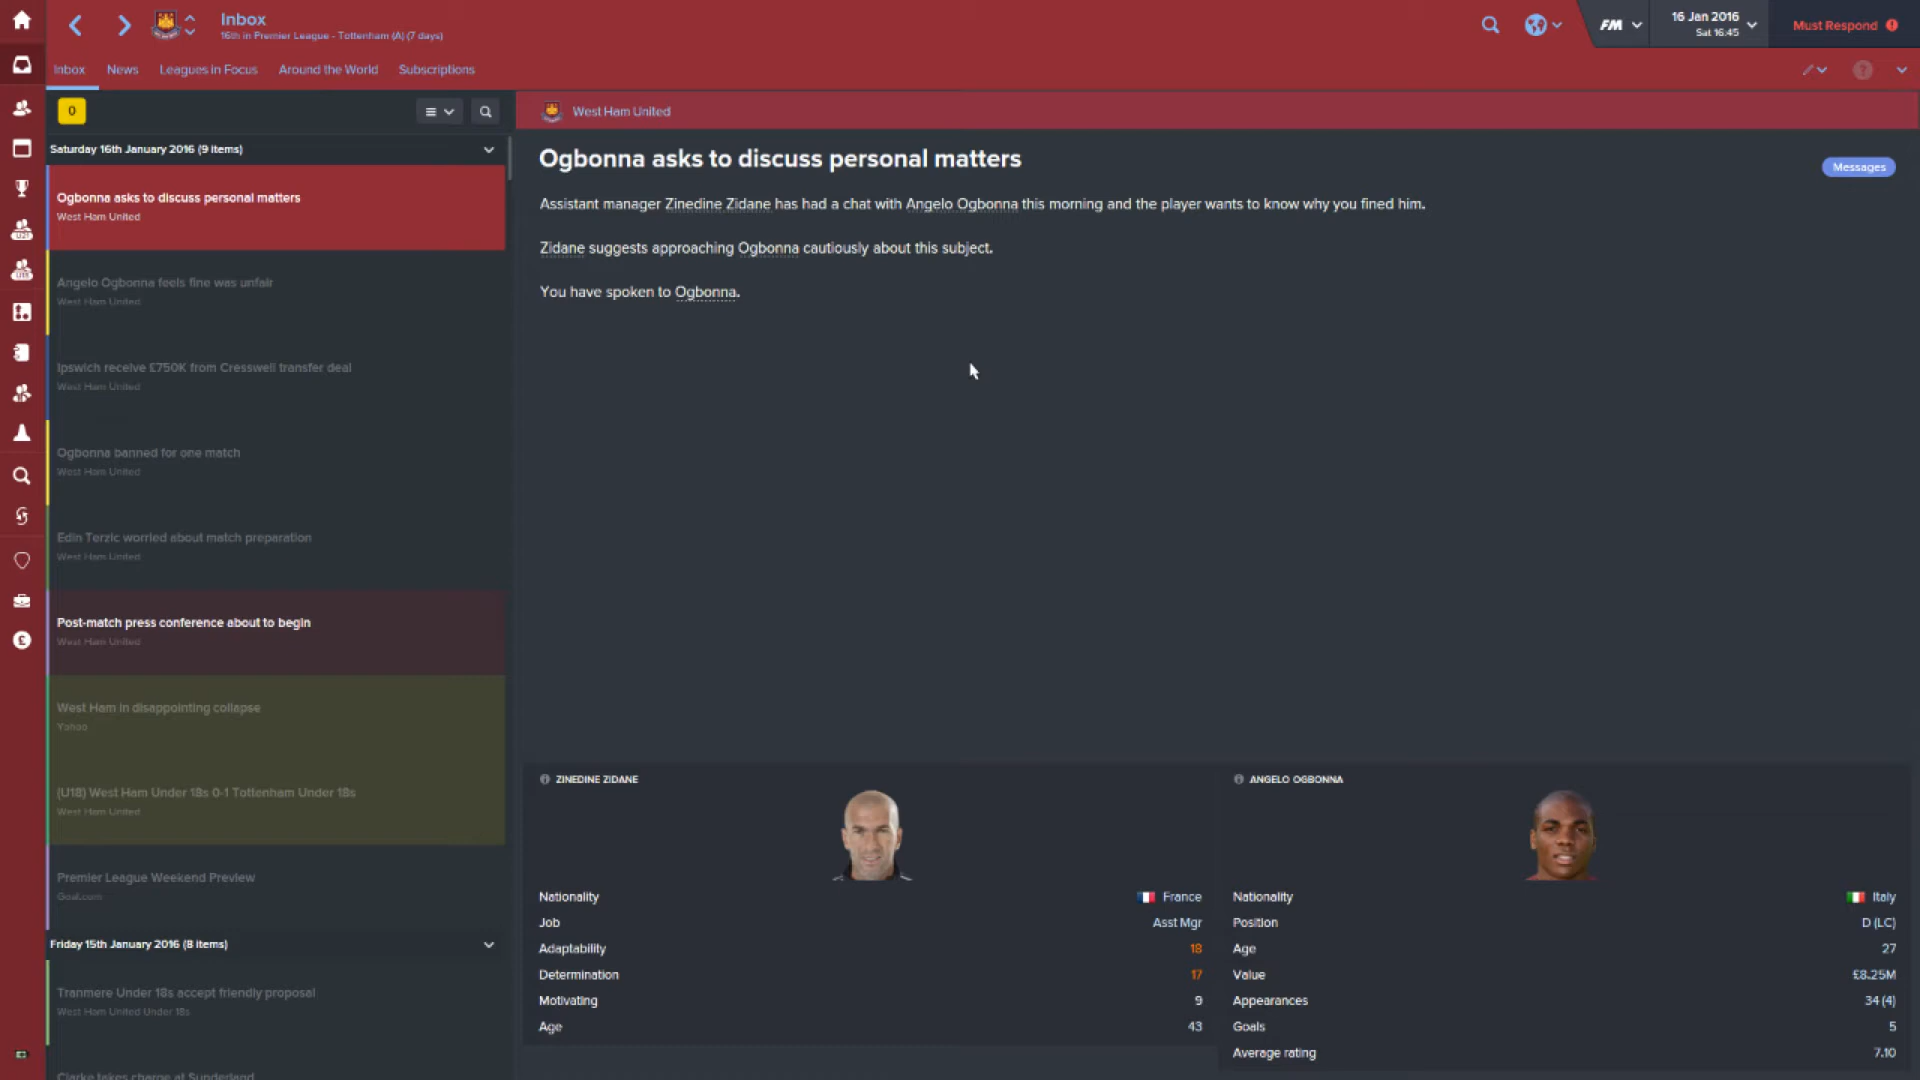 Inbox
16th in Premier League - Tottenham (A) (7 days)
FM
16 Jan 2016
Sat 16:45
Must Respond
Inbox
News
Leagues in Focus
Around the World
Subscriptions
0
West Ham United
Saturday 16th January 2016 (9 items)
Ogbonna asks to discuss personal matters
West Ham United
Angelo Ogbonna feels fine was unfair
West Ham United
Ipswich receive £750K from Cresswell transfer deal
West Ham United
Ogbonna banned for one match
West Ham United
Edin Terzic worried about match preparation
West Ham United
Post-match press conference about to begin
West Ham United
West Ham in disappointing collapse
Yahoo
(U18) West Ham Under 18s 0-1 Tottenham Under 18s
West Ham United
Premier League Weekend Preview
Goal.com
Friday 15th January 2016 (8 items)
Tranmere Under 18s accept friendly proposal
West Ham United Under 18s
Clarke takes charge at Sunderland
Ogbonna asks to discuss personal matters
Messages
Assistant manager Zinedine Zidane has had a chat with Angelo Ogbonna this morning and the player wants to know why you fined him.
Zidane suggests approaching Ogbonna cautiously about this subject.
You have spoken to Ogbonna.
ZINEDINE ZIDANE
Nationality France
Job Asst Mgr
Adaptability 18
Determination 17
Motivating 9
Age 43
ANGELO OGBONNA
Nationality Italy
Position D (LC)
Age 27
Value £8.25M
Appearances 34 (4)
Goals 5
Average rating 7.10